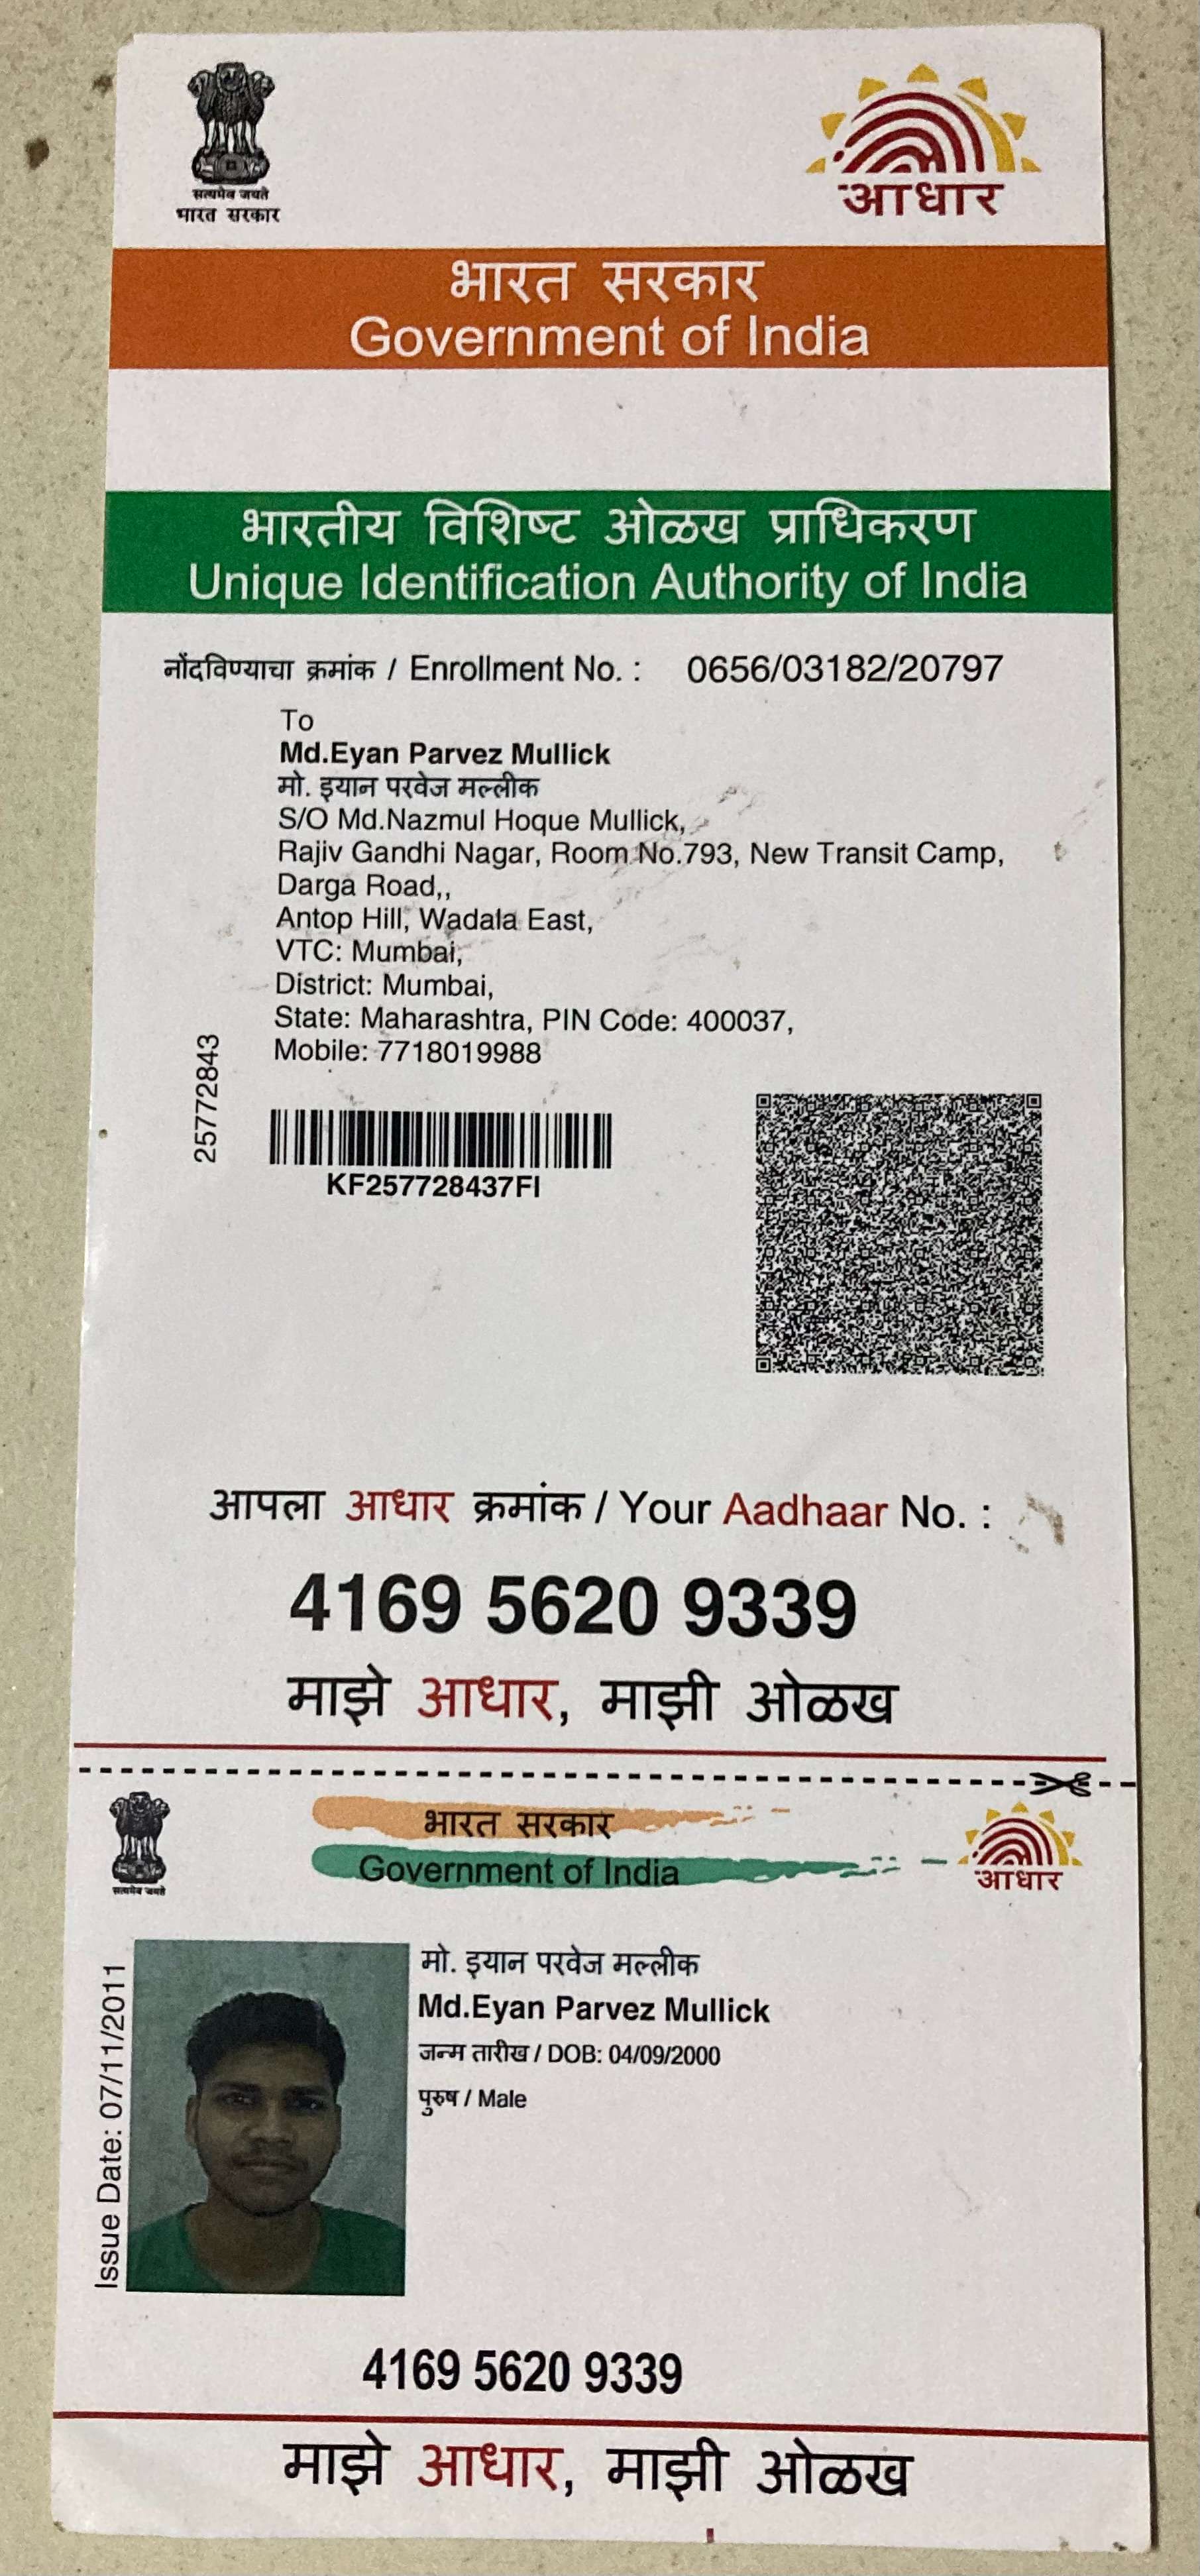 सत्यमेव जयते
भारत सरकार
आधार
भारत सरकार
Government of India
भारतीय विशिष्ट ओळख प्राधिकरण
Unique Identification Authority of India
नोंदविण्याचा क्रमांक / Enrollment No. : 0656/03182/20797
To
Md.Eyan Parvez Mullick
मो. इयान परवेज मल्लीक
S/O Md.Nazmul Hoque Mullick,
Rajiv Gandhi Nagar, Room No.793, New Transit Camp,
Darga Road,,
Antop Hill, Wadala East,
VTC: Mumbai,
District: Mumbai,
State: Maharashtra, PIN Code: 400037,
Mobile: 7718019988
25772843
KF257728437FI
आपला आधार क्रमांक / Your Aadhaar No. :
4169 5620 9339
माझे आधार, माझी ओळख
सत्यमेव जयते
भारत सरकार
Government of India
आधार
Issue Date: 07/11/2011
मो. इयान परवेज मल्लीक
Md.Eyan Parvez Mullick
जन्म तारीख / DOB: 04/09/2000
पुरुष / Male
4169 5620 9339
माझे आधार, माझी ओळख